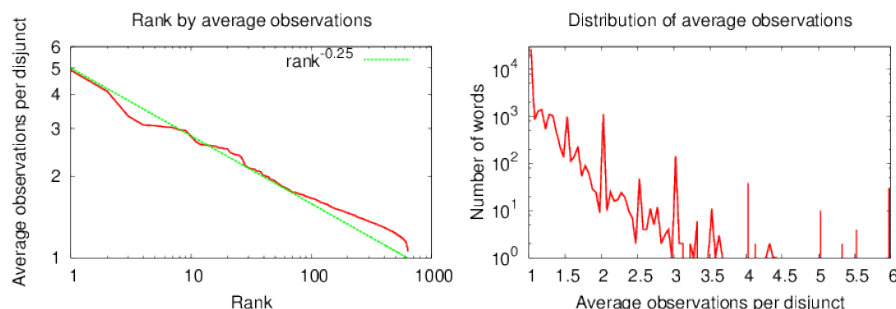 Rank by average observations
Average observations per disjunct
6
5
4
3
2
1
rank^-0.25
1 10 100 1000
Rank
Distribution of average observations
Number of words
10^4
10^3
10^2
10^1
10^0
1 1.5 2 2.5 3 3.5 4 4.5 5 5.5 6
Average observations per disjunct